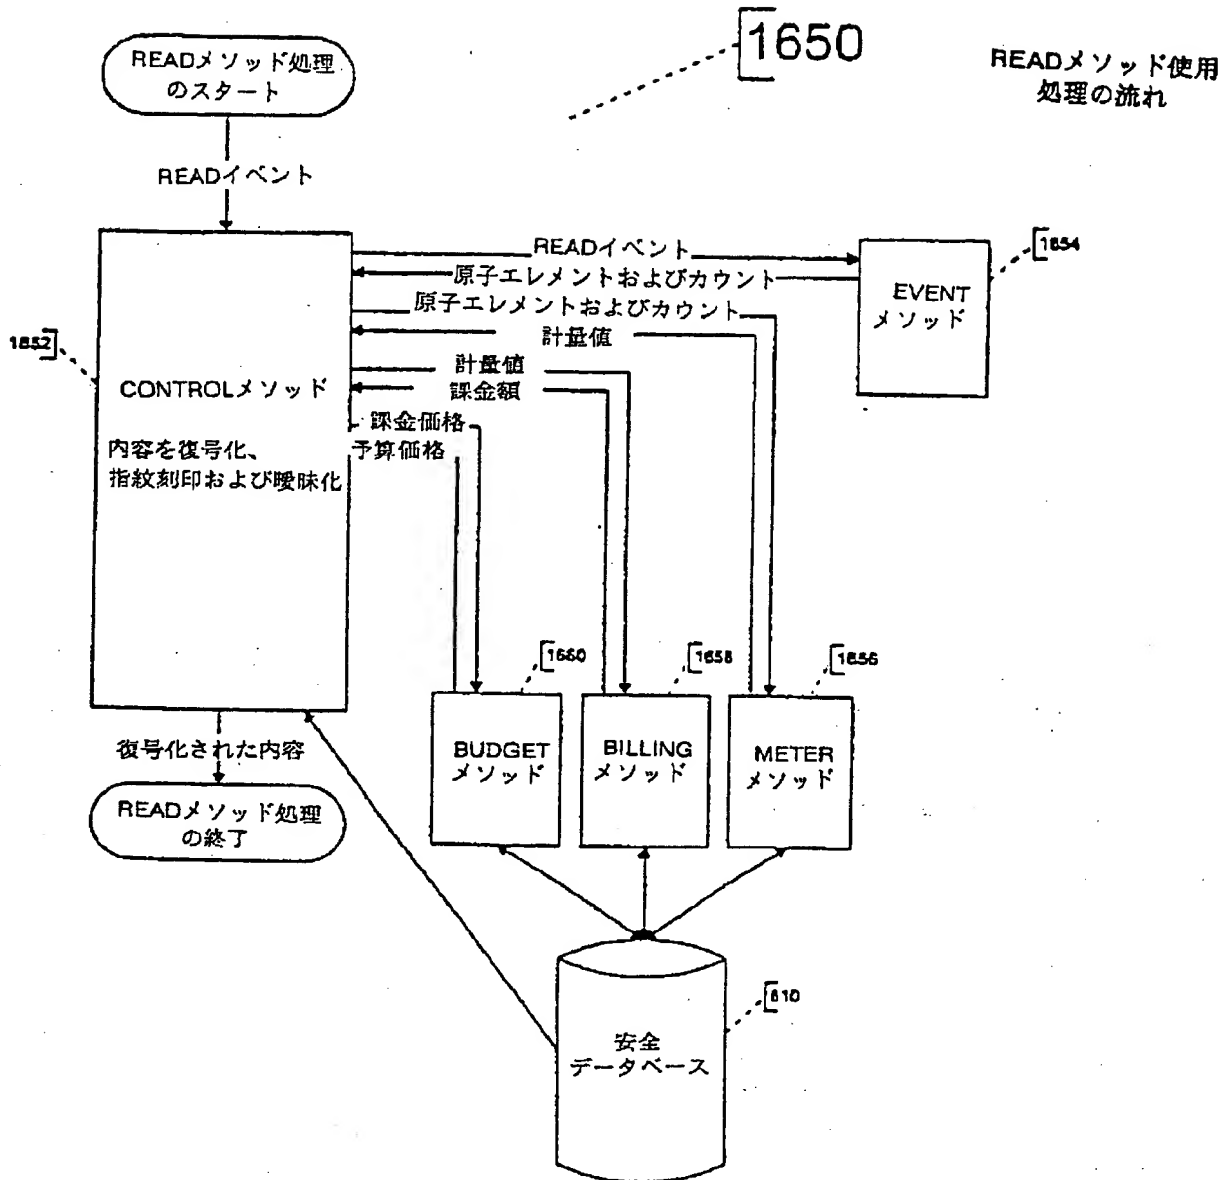 1650
READメソッド使用
処理の流れ
READメソッド処理
のスタート
READイベント
READイベント
原子エレメントおよびカウント
原子エレメントおよびカウント
計量値
計量値
課金額
課金価格
予算価格
1654
EVENT
メソッド
1652
CONTROLメソッド
内容を復号化、
指紋刻印および曖昧化
1660
1658
1656
BUDGET
メソッド
BILLING
メソッド
METER
メソッド
復号化された内容
READメソッド処理
の終了
610
安全
データベース